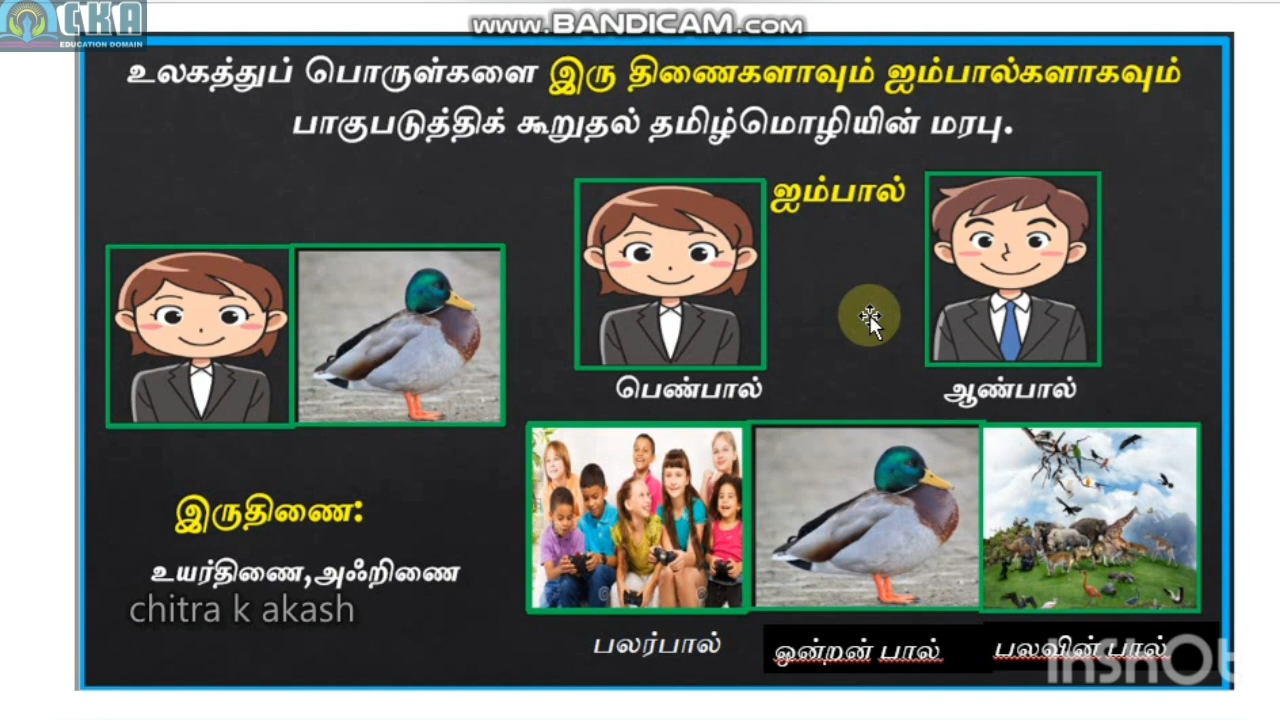 CKA
EDUCATION DOMAIN
www.BANDICAM.com
உலகத்துப் பொருள்களை இரு திணைகளாவும் ஐம்பால்களாகவும்
பாகுபடுத்திக் கூறுதல் தமிழ்மொழியின் மரபு.
ஐம்பால்
பெண்பால்
ஆண்பால்
இருதிணை:
உயர்திணை,அஃறிணை
chitra k akash
பலர்பால்
ஒன்றன் பால்
பலவின் பால்